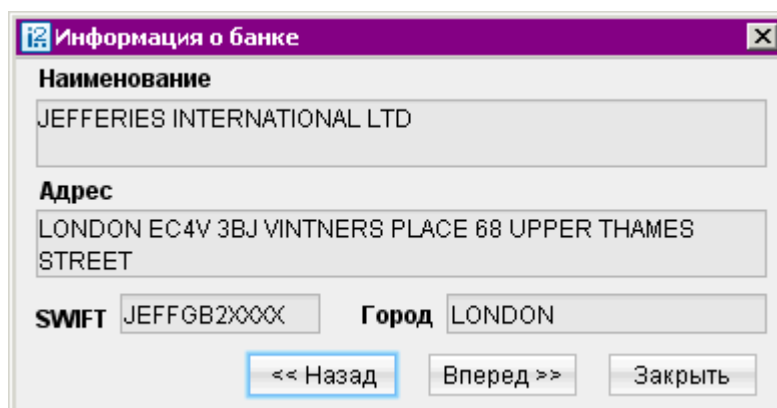 i2 Информация о банке
Наименование
JEFFERIES INTERNATIONAL LTD
Адрес
LONDON EC4V 3BJ VINTNERS PLACE 68 UPPER THAMES
STREET
SWIFT JEFFGB2XXXX Город LONDON
<< Назад Вперед >> Закрыть